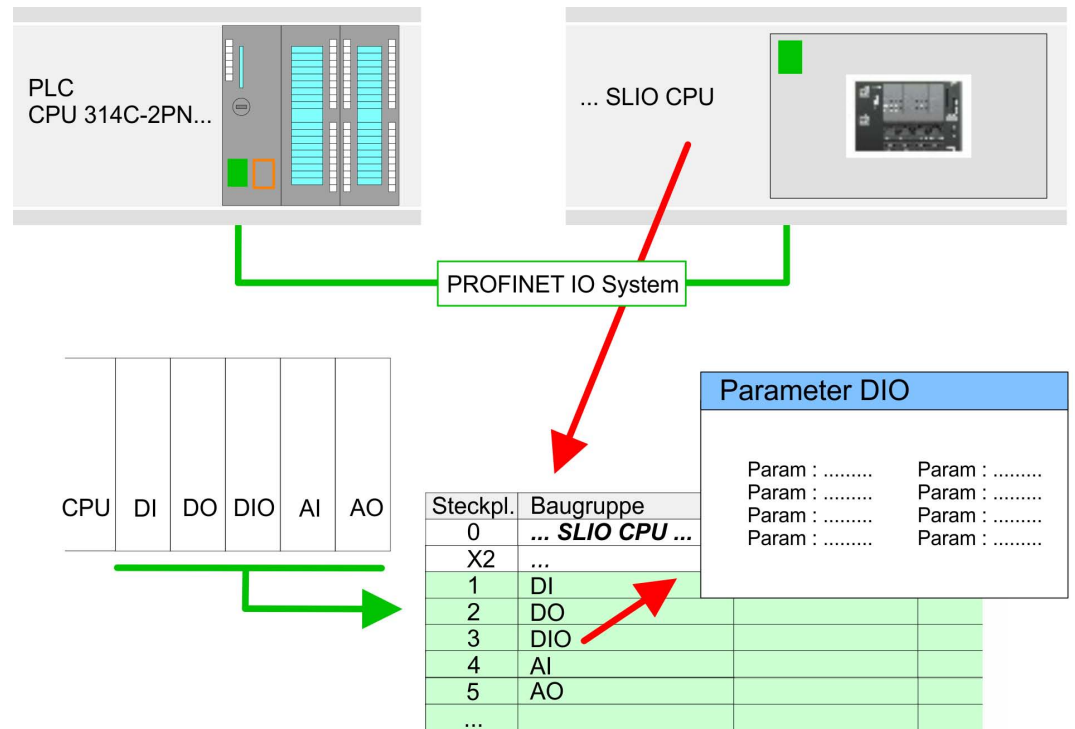 PLC
CPU 314C-2PN...
... SLIO CPU
PROFINET IO System
CPU DI DO DIO AI AO
Steckpl. Baugruppe
0 ... SLIO CPU ...
X2 ...
1 DI
2 DO
3 DIO
4 AI
5 AO
...
Parameter DIO
Param : ......... Param : .........
Param : ......... Param : .........
Param : ......... Param : .........
Param : ......... Param : .........